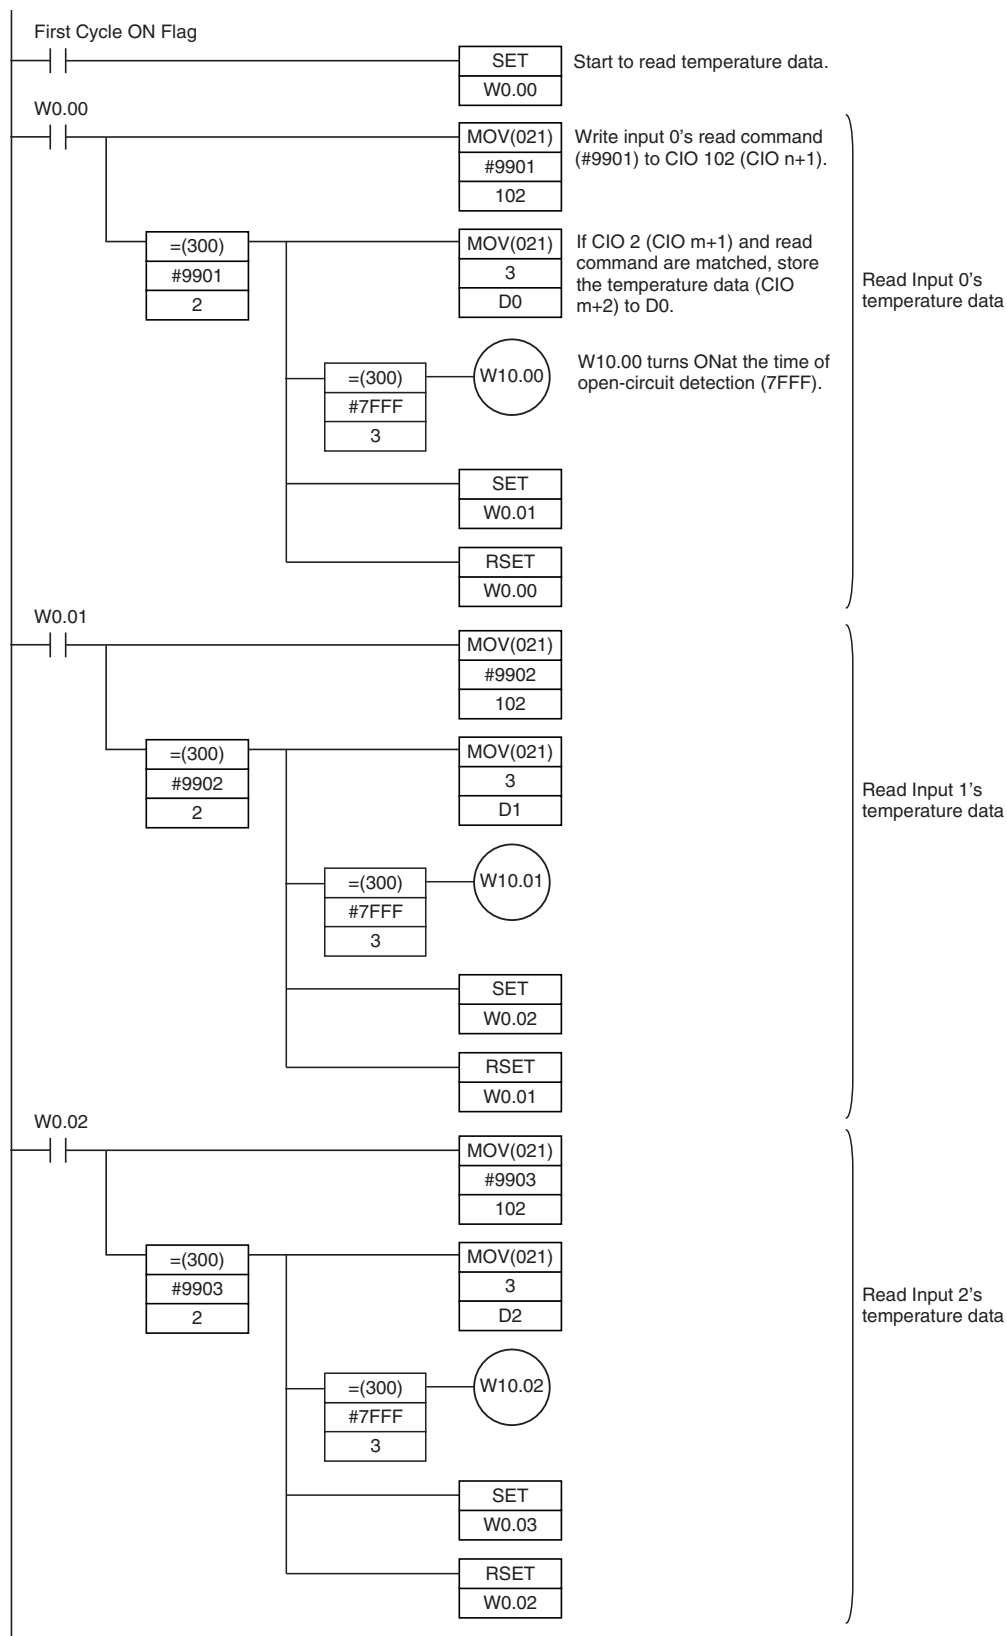 First Cycle ON Flag
SET
W0.00
Start to read temperature data.
W0.00
MOV(021)
#9901
102
Write input 0's read command
(#9901) to CIO 102 (CIO n+1).
=(300)
#9901
2
MOV(021)
3
D0
If CIO 2 (CIO m+1) and read
command are matched, store
the temperature data (CIO
m+2) to D0.
Read Input 0's
temperature data
=(300)
#7FFF
3
W10.00
W10.00 turns ONat the time of
open-circuit detection (7FFF).
SET
W0.01
RSET
W0.00
W0.01
MOV(021)
#9902
102
=(300)
#9902
2
MOV(021)
3
D1
Read Input 1's
temperature data
=(300)
#7FFF
3
W10.01
SET
W0.02
RSET
W0.01
W0.02
MOV(021)
#9903
102
=(300)
#9903
2
MOV(021)
3
D2
Read Input 2's
temperature data
=(300)
#7FFF
3
W10.02
SET
W0.03
RSET
W0.02